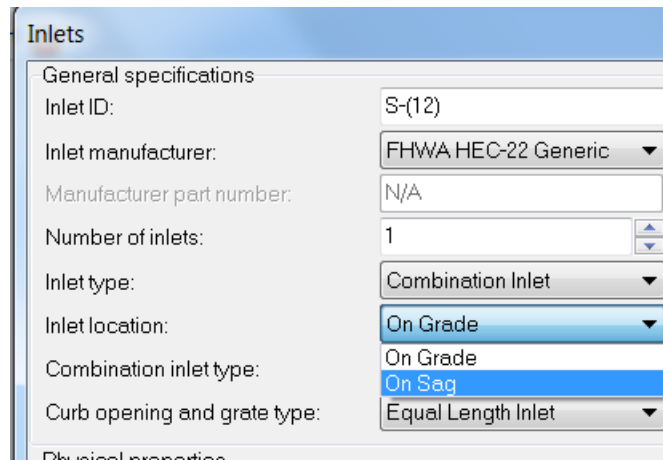 Inlets
General specifications
Inlet ID: S-(12)
Inlet manufacturer: FHWA HEC-22 Generic
Manufacturer part number: N/A
Number of inlets: 1
Inlet type: Combination Inlet
Inlet location: On Grade
On Grade
Combination inlet type: On Sag
Curb opening and grate type: Equal Length Inlet
Physical properties